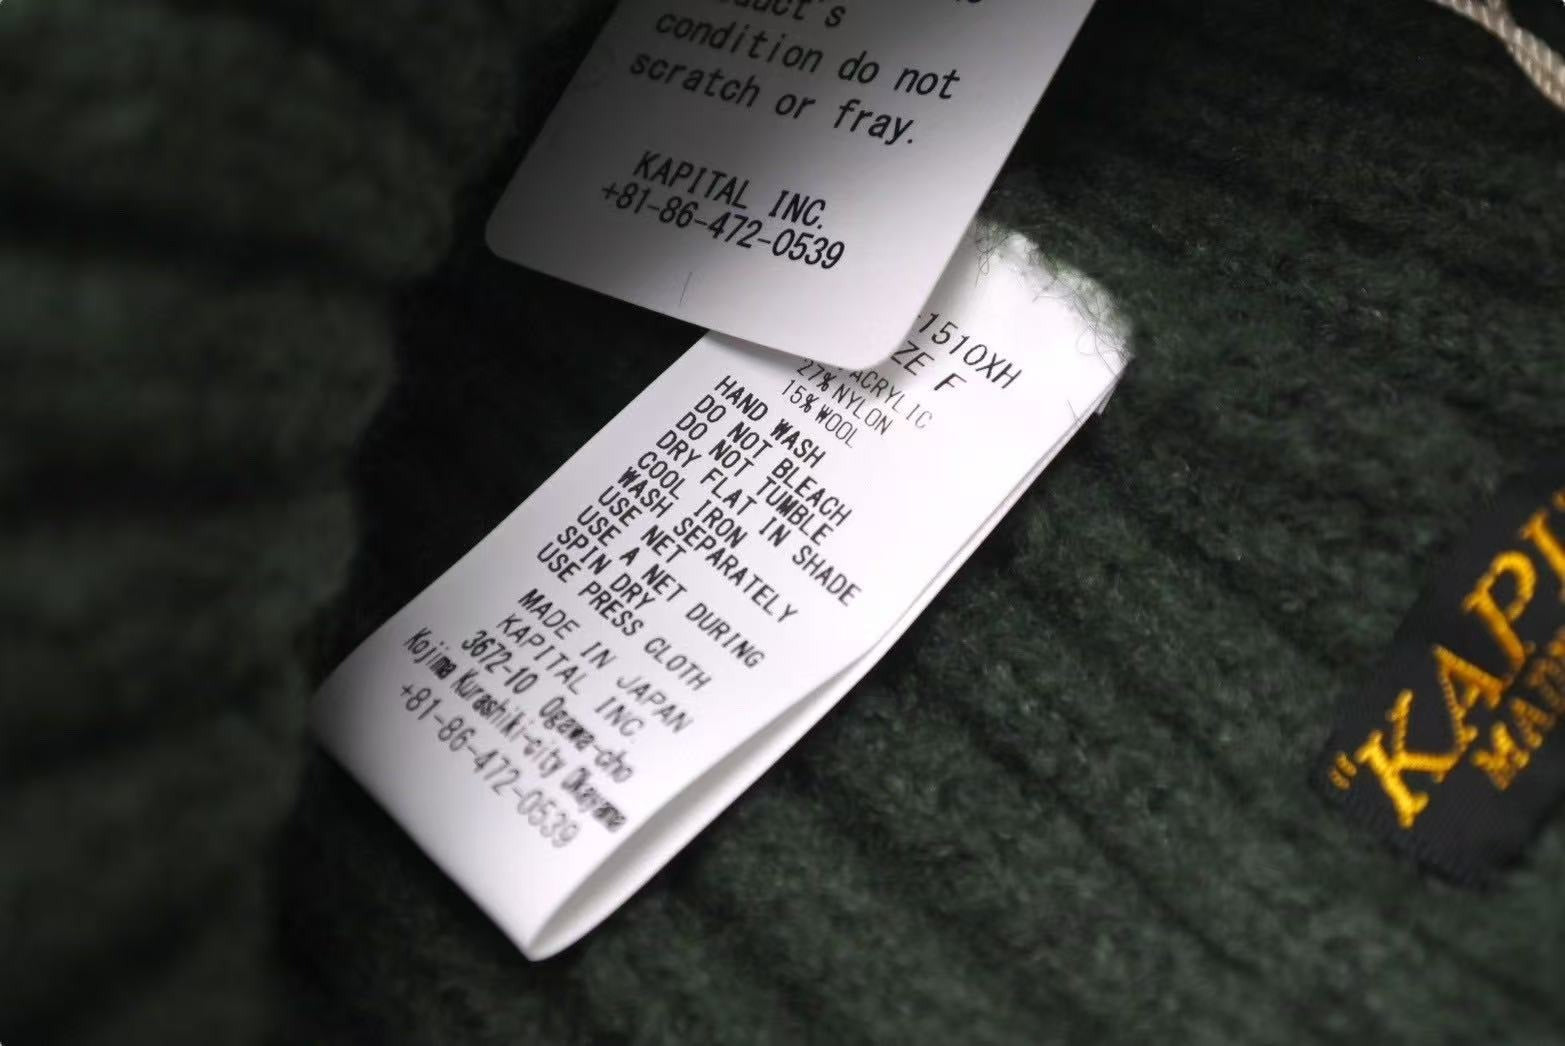 condition do not
scratch or fray.
KAPITAL INC.
+81-86-472-0539
1510XH
F
ACRYLIC
27% NYLON
15% WOOL
HAND WASH
DO NOT BLEACH
DO NOT TUMBLE
DRY FLAT IN SHADE
COOL IRON
WASH SEPARATELY
USE NET
USE A NET DURING
SPIN DRY
USE PRESS CLOTH
MADE IN JAPAN
KAPITAL INC.
3672-10 Ogawa-cho
Kojima Kurashiki-city Okayama
+81-86-472-0539
"KAPI
MAD